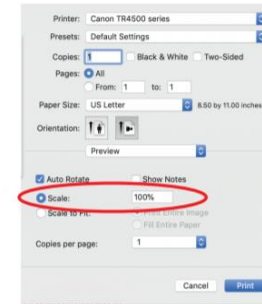 Printer: Canon TR4500 series
Presets: Default Settings
Copies: 1 Black & White Two-Sided
Pages: All
From: 1 to: 1
Paper Size: US Letter 8.50 by 11.00 inches
Orientation:
Preview
Auto Rotate Show Notes
Scale: 100%
Scale to Fit: Print Entire Image
Fill Entire Paper
Copies per page: 1
Cancel Print